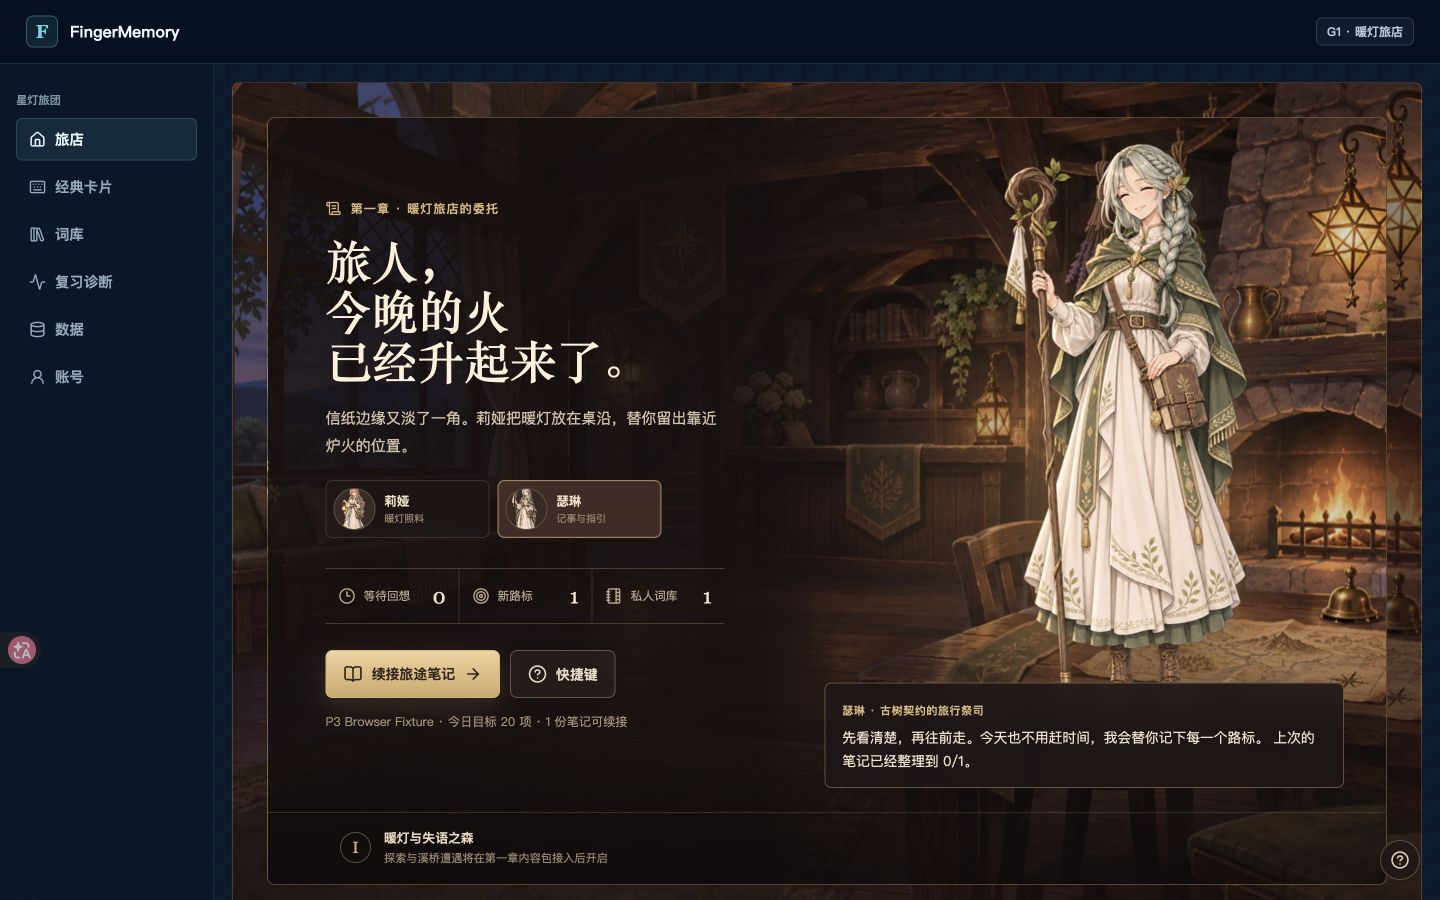 F FingerMemory
G1 · 暖灯旅店
星灯旅团
旅店
经典卡片
词库
复习诊断
数据
账号
第一章 · 暖灯旅店的委托
旅人，
今晚的火
已经升起来了。
信纸边缘又淡了一角。莉娅把暖灯放在桌沿，替你留出靠近
炉火的位置。
莉娅
暖灯照料
瑟琳
记事与指引
等待回想 0
新路标 1
私人词库 1
续接旅途笔记
快捷键
P3 Browser Fixture · 今日目标 20 项 · 1 份笔记可续接
瑟琳 · 古树契约的旅行祭司
先看清楚，再往前走。今天也不用赶时间，我会替你记下每一个路标。 上次的
笔记已经整理到 0/1。
I
暖灯与失语之森
探索与溪桥遭遇将在第一章内容包接入后开启